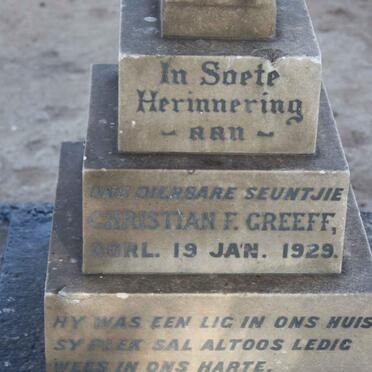 In Soete
Herinnering
- aan -
ONS DIERBARE SEUNTJIE
CHRISTIAN F. GREEFF,
OORL. 19 JAN. 1929.
HY WAS EEN LIG IN ONS HUIS
SY PLEK SAL ALTOOS LEDIG
WEES IN ONS HARTE.